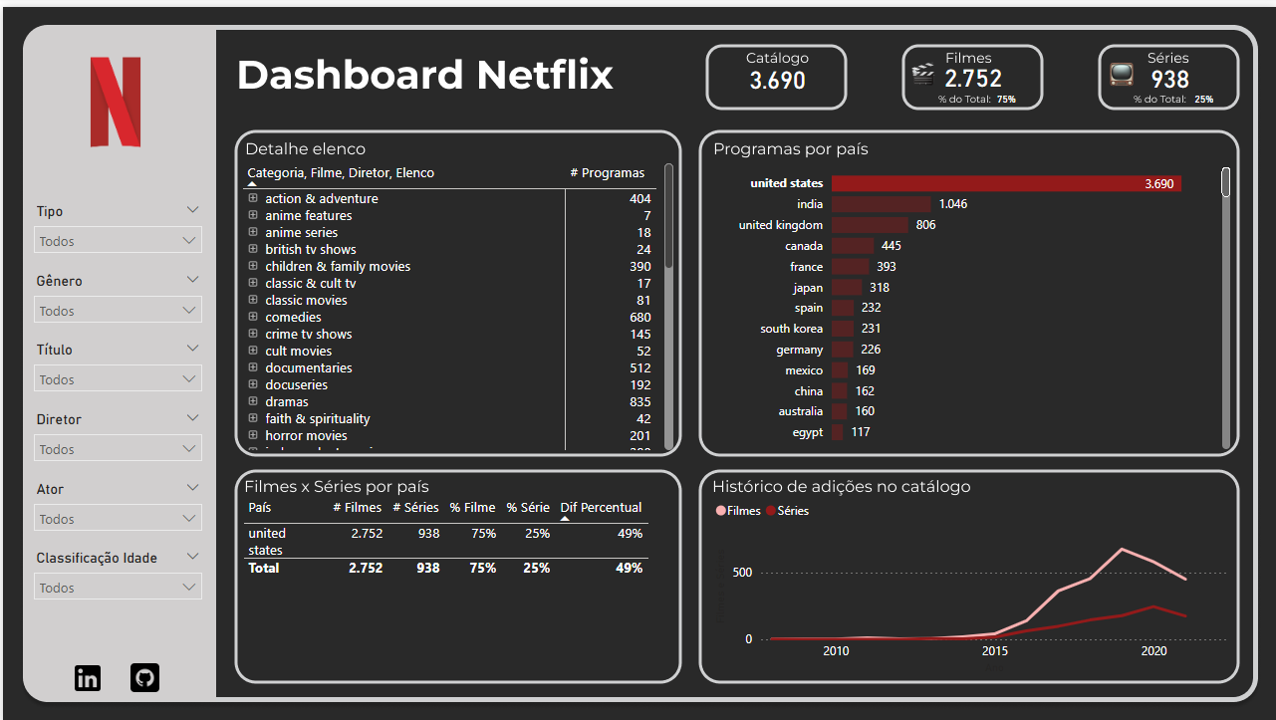 N
Tipo
Todos
Gênero
Todos
Título
Todos
Diretor
Todos
Ator
Todos
Classificação Idade
Todos
in
Dashboard Netflix
Catálogo
3.690
Filmes
2.752
% do Total: 75%
Séries
938
% do Total: 25%
Detalhe elenco
Categoria, Filme, Diretor, Elenco # Programas
action & adventure 404
anime features 7
anime series 18
british tv shows 24
children & family movies 390
classic & cult tv 17
classic movies 81
comedies 680
crime tv shows 145
cult movies 52
documentaries 512
docuseries 192
dramas 835
faith & spirituality 42
horror movies 201
Programas por país
united states 3.690
india 1.046
united kingdom 806
canada 445
france 393
japan 318
spain 232
south korea 231
germany 226
mexico 169
china 162
australia 160
egypt 117
Filmes x Séries por país
País # Filmes # Séries % Filme % Série Dif Percentual
united states 2.752 938 75% 25% 49%
Total 2.752 938 75% 25% 49%
Histórico de adições no catálogo
Filmes Séries
500
0
2010 2015 2020